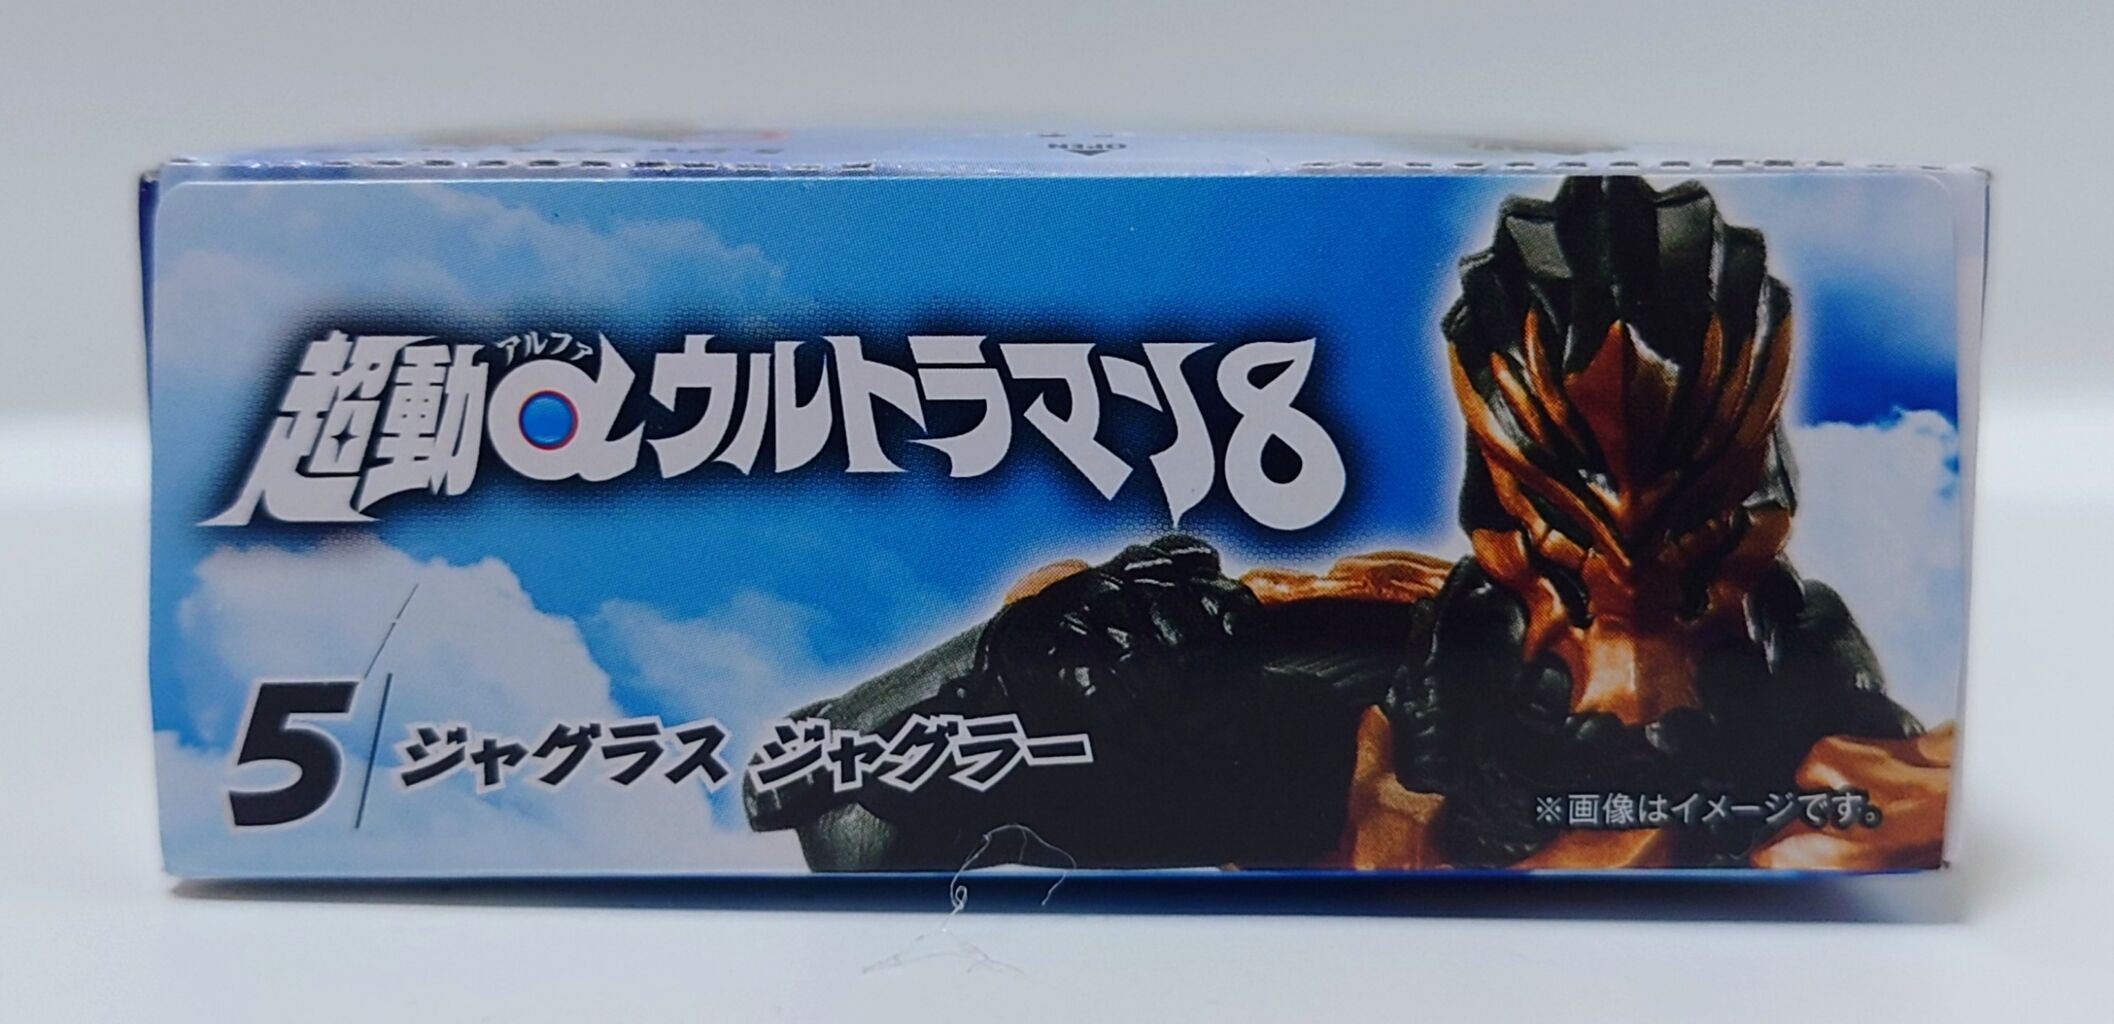 OPEN
アルファ
超動αウルトラマン8
5/ジャグラス ジャグラー
※画像はイメージです。